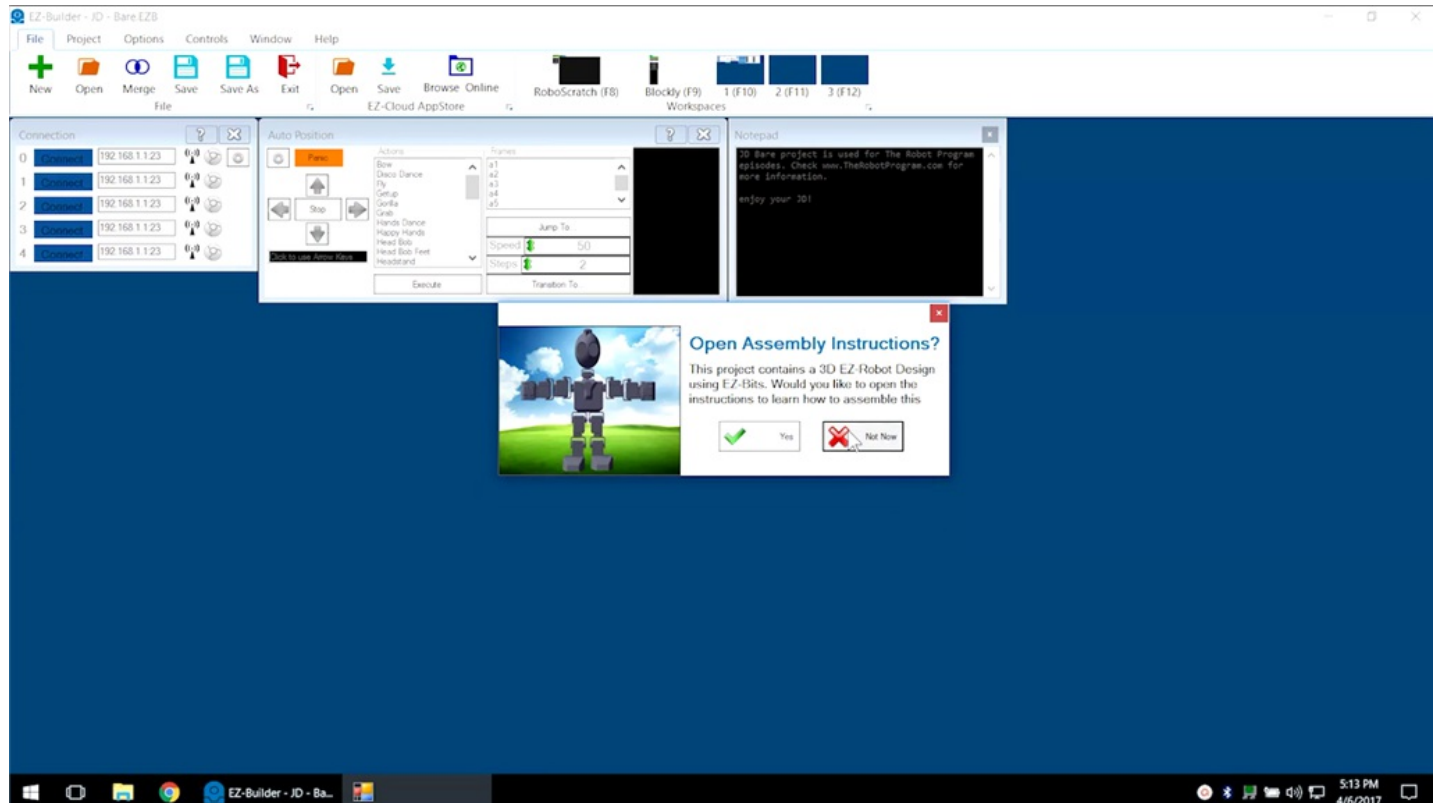 EZ-Builder - JD - Bare.EZB
File Project Options Controls Window Help
New Open Merge Save Save As Exit Open Save Browse Online RoboScratch (F8) Blockly (F9) 1 (F10) 2 (F11) 3 (F12)
File EZ-Cloud AppStore Workspaces
Connection
0 Connect 192.168.1.1:23
1 Connect 192.168.1.1:23
2 Connect 192.168.1.1:23
3 Connect 192.168.1.1:23
4 Connect 192.168.1.1:23
Auto Position
Panic
Stop
Click to use Arrow Keys
Actions
Bow
Disco Dance
Fly
Getup
Gorilla
Grab
Hands Dance
Happy Hands
Head Bob
Head Bob Feet
Headstand
Execute
Frames
a1
a2
a3
a4
a5
Jump To
Speed 50
Steps 2
Transition To
Notepad
JD Bare project is used for The Robot Program
episodes. Check www.TheRobotProgram.com for
more information.
enjoy your JD!
Open Assembly Instructions?
This project contains a 3D EZ-Robot Design
using EZ-Bits. Would you like to open the
instructions to learn how to assemble this
Yes Not Now
EZ-Builder - JD - Ba...
5:13 PM
4/6/2017